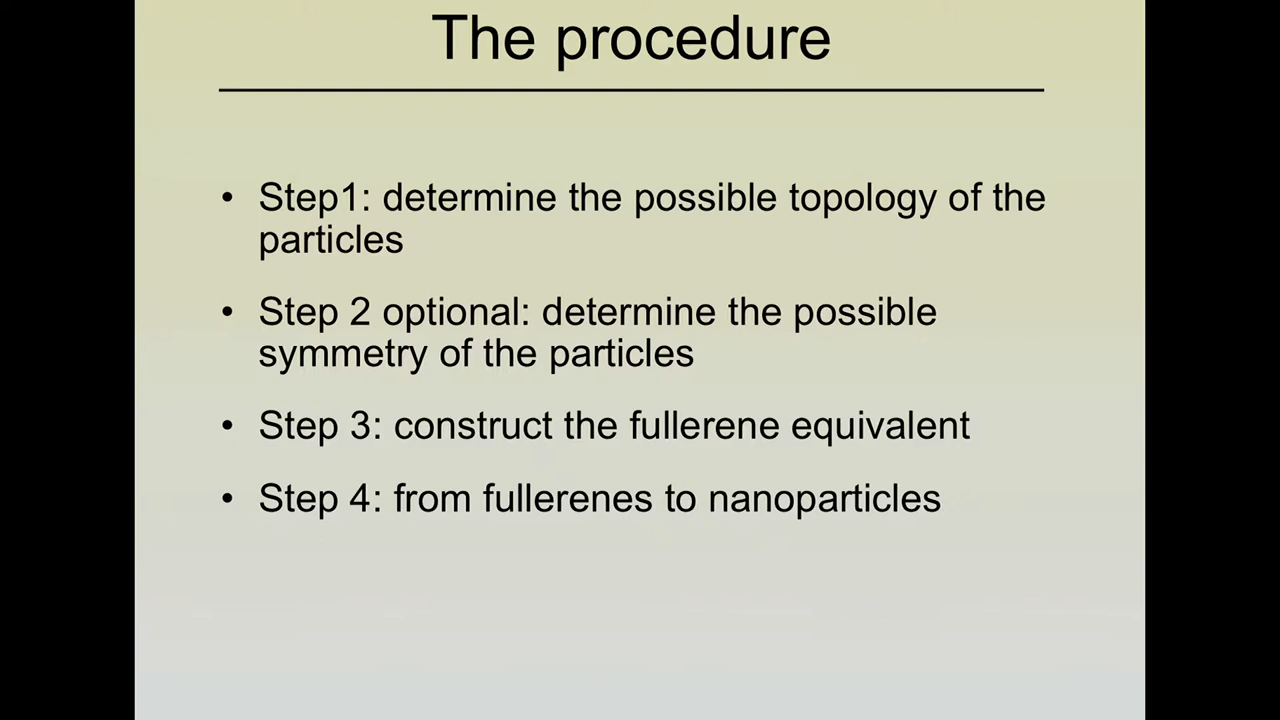 The procedure
• Step1: determine the possible topology of the
particles
• Step 2 optional: determine the possible
symmetry of the particles
• Step 3: construct the fullerene equivalent
• Step 4: from fullerenes to nanoparticles